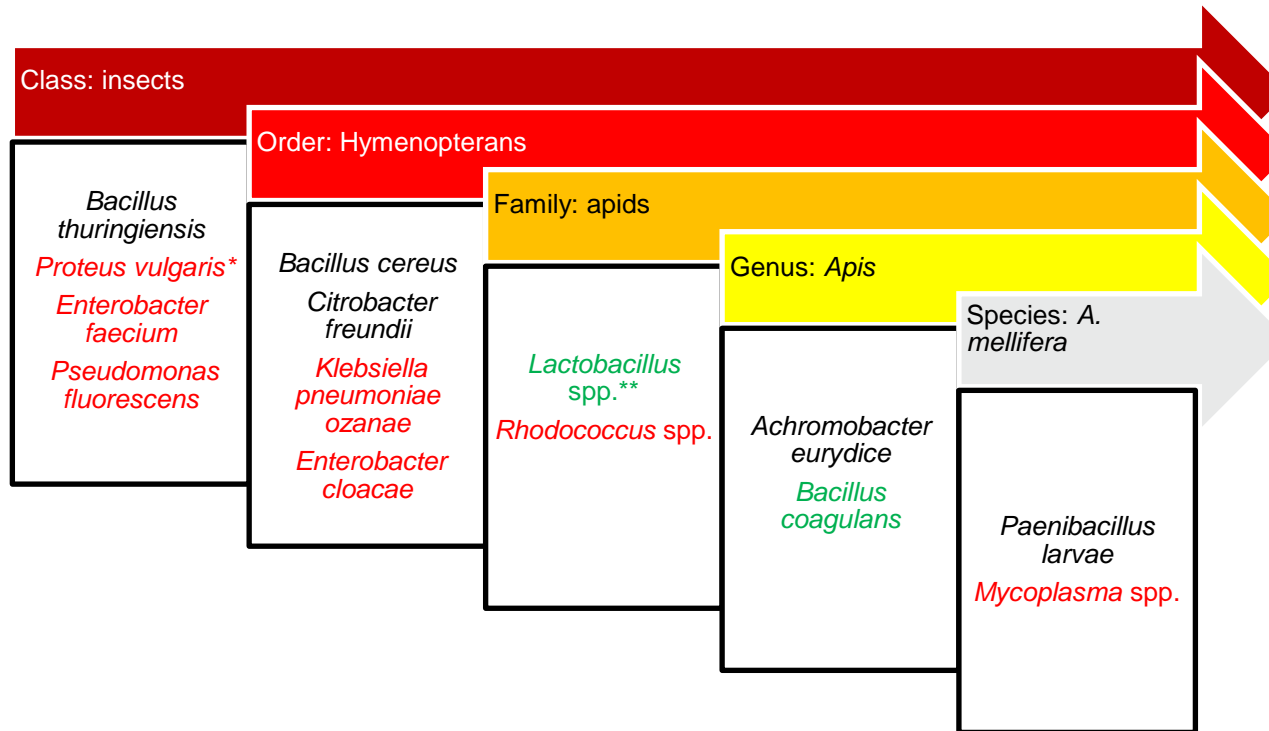 Class: insects
Bacillus
thuringiensis
Proteus vulgaris*
Enterobacter
faecium
Pseudomonas
fluorescens
Order: Hymenopterans
Bacillus cereus
Citrobacter
freundii
Klebsiella
pneumoniae
ozanae
Enterobacter
cloacae
Family: apids
Lactobacillus
spp.**
Rhodococcus spp.
Genus: Apis
Achromobacter
eurydice
Bacillus
coagulans
Species: A.
mellifera
Paenibacillus
larvae
Mycoplasma spp.